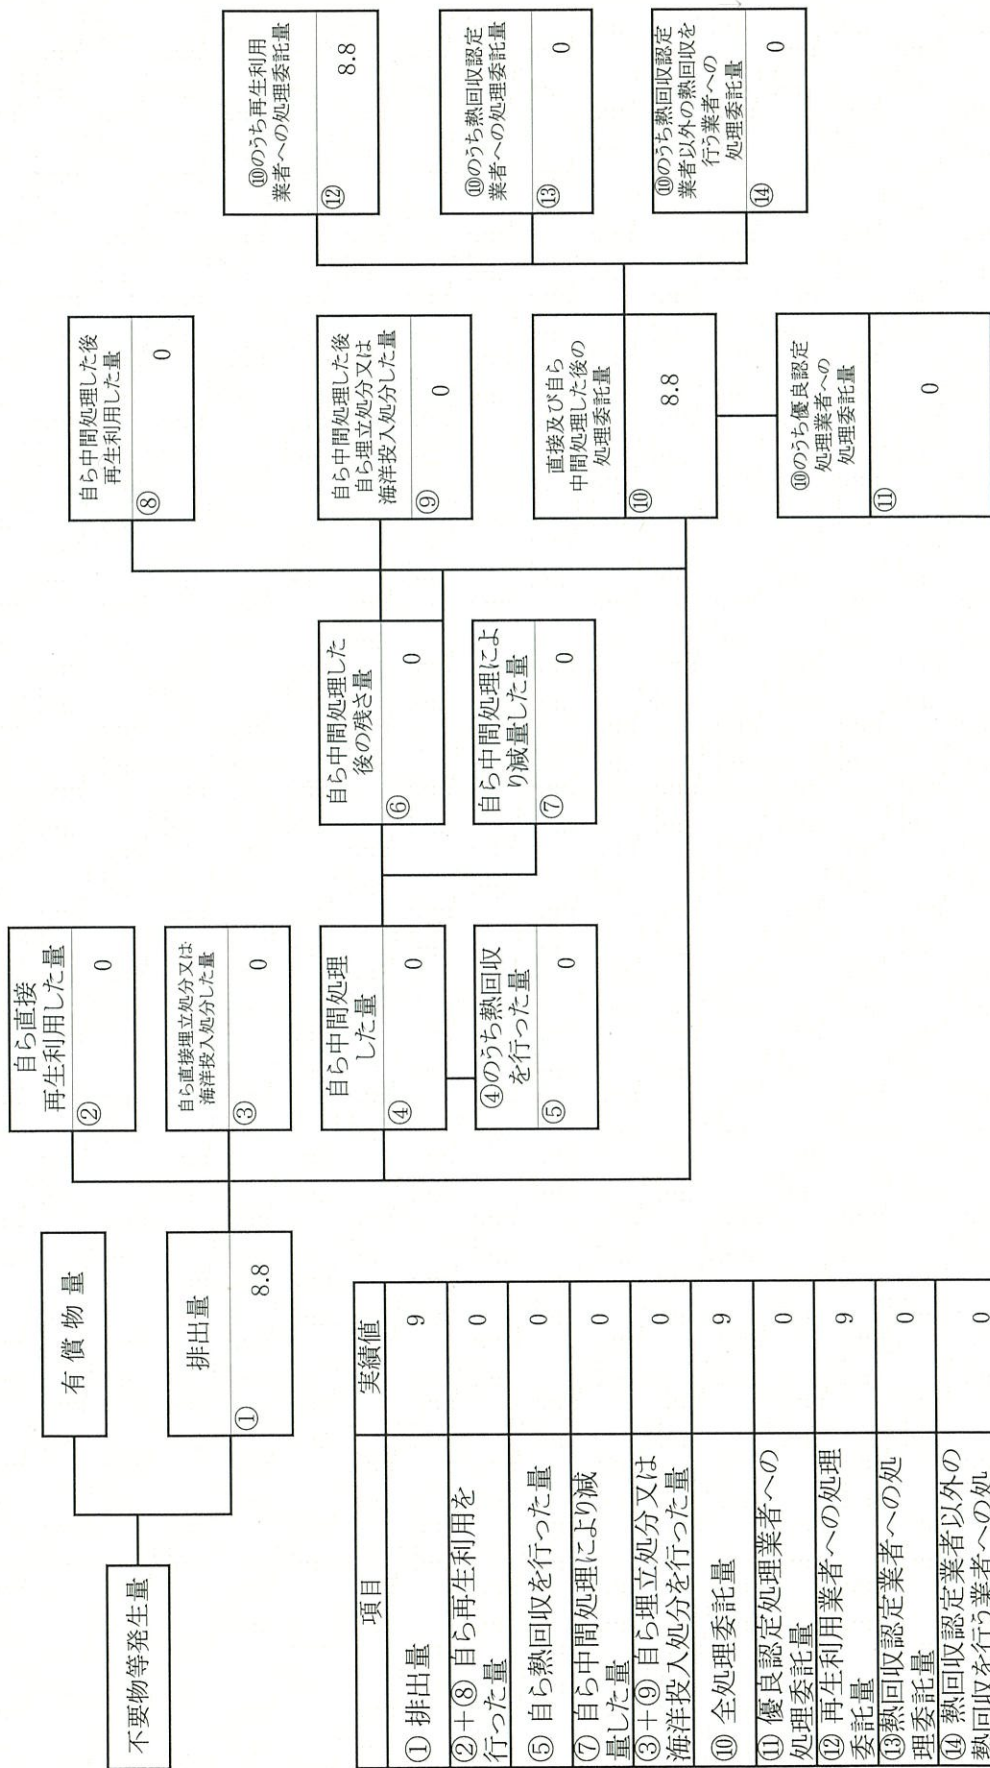 不要物等発生量
有償物量
排出量
①
8.8
自ら直接
再生利用した量
②
0
自ら直接埋立処分又は
海洋投入処分した量
③
0
自ら中間処理
した量
④
0
④のうち熱回収
を行った量
⑤
0
自ら中間処理した
後の残さ量
⑥
0
自ら中間処理によ
り減量した量
⑦
0
自ら中間処理した後
再生利用した量
⑧
0
自ら中間処理した後
自ら埋立処分又は
海洋投入処分した量
⑨
0
直接及び自ら
中間処理した後の
処理委託量
⑩
8.8
⑩のうち優良認定
処理業者への
処理委託量
⑪
0
⑩のうち再生利用
業者への処理委託量
⑫
8.8
⑩のうち熱回収認定
業者への処理委託量
⑬
0
⑩のうち熱回収認定
業者以外の熱回収を
行う業者への
処理委託量
⑭
0
項目 実績値
① 排出量 9
②+⑧ 自ら再生利用を
行った量 0
⑤ 自ら熱回収を行った量 0
⑦ 自ら中間処理により減
量した量 0
③+⑨ 自ら埋立処分又は
海洋投入処分を行った量 0
⑩ 全処理委託量 9
⑪ 優良認定処理業者への
処理委託量 0
⑫ 再生利用業者への処理
委託量 9
⑬熱回収認定業者への処
理委託量 0
⑭ 熱回収認定業者以外の
熱回収を行う業者への処 0